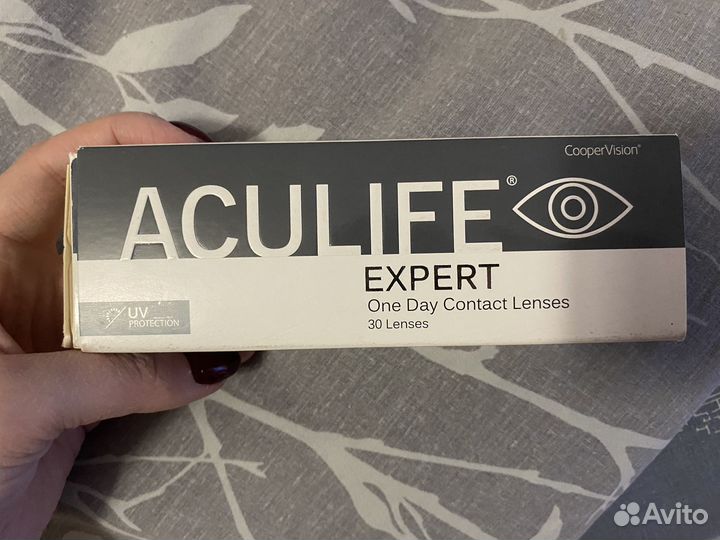 CooperVision®
ACULIFE®
EXPERT
One Day Contact Lenses
30 Lenses
UV
PROTECTION
Avito